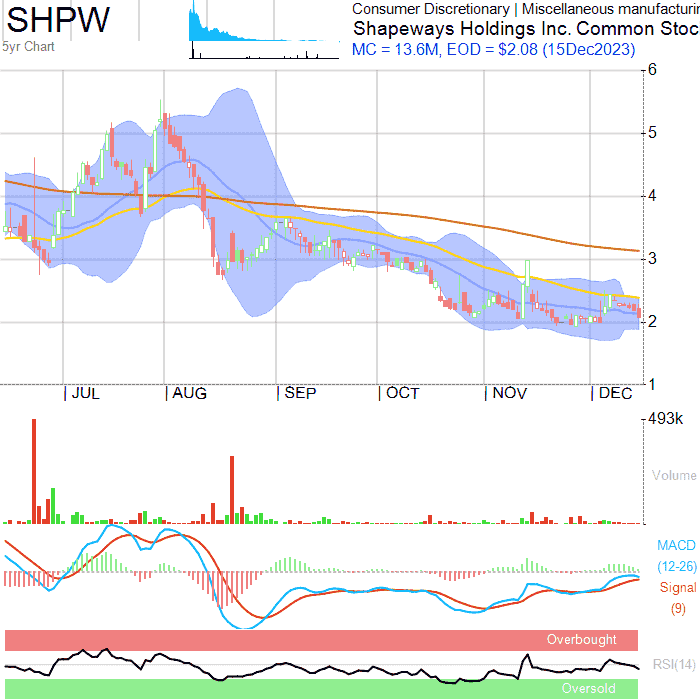 SHPW
5yr Chart
Consumer Discretionary | Miscellaneous manufacturin
Shapeways Holdings Inc. Common Stoc
MC = 13.6M, EOD = $2.08 (15Dec2023)
6
5
4
3
2
1
JUL AUG SEP OCT NOV DEC
493k
Volume
MACD
(12-26)
Signal
(9)
Overbought
RSI(14)
Oversold